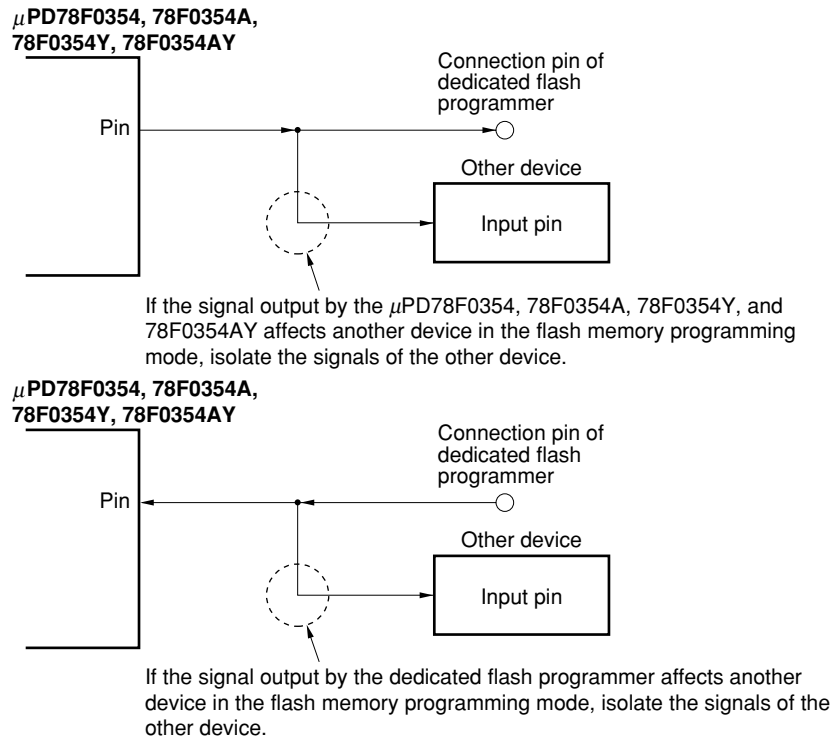 μPD78F0354, 78F0354A,
78F0354Y, 78F0354AY
Connection pin of
dedicated flash
programmer
Pin
Other device
Input pin
If the signal output by the μPD78F0354, 78F0354A, 78F0354Y, and
78F0354AY affects another device in the flash memory programming
mode, isolate the signals of the other device.
μPD78F0354, 78F0354A,
78F0354Y, 78F0354AY
Connection pin of
dedicated flash
programmer
Pin
Other device
Input pin
If the signal output by the dedicated flash programmer affects another
device in the flash memory programming mode, isolate the signals of the
other device.